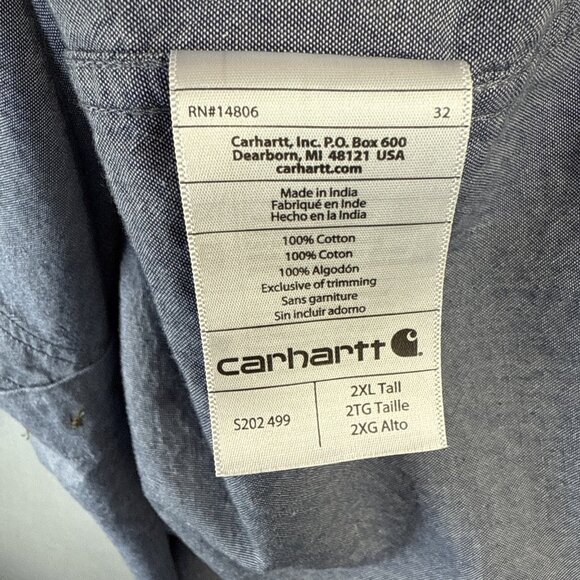 RN#14806 32
Carhartt, Inc. P.O. Box 600
Dearborn, MI 48121 USA
carhartt.com
Made in India
Fabriqué en Inde
Hecho en la India
100% Cotton
100% Coton
100% Algodón
Exclusive of trimming
Sans garniture
Sin incluir adorno
carhartt
S202 499
2XL Tall
2TG Taille
2XG Alto